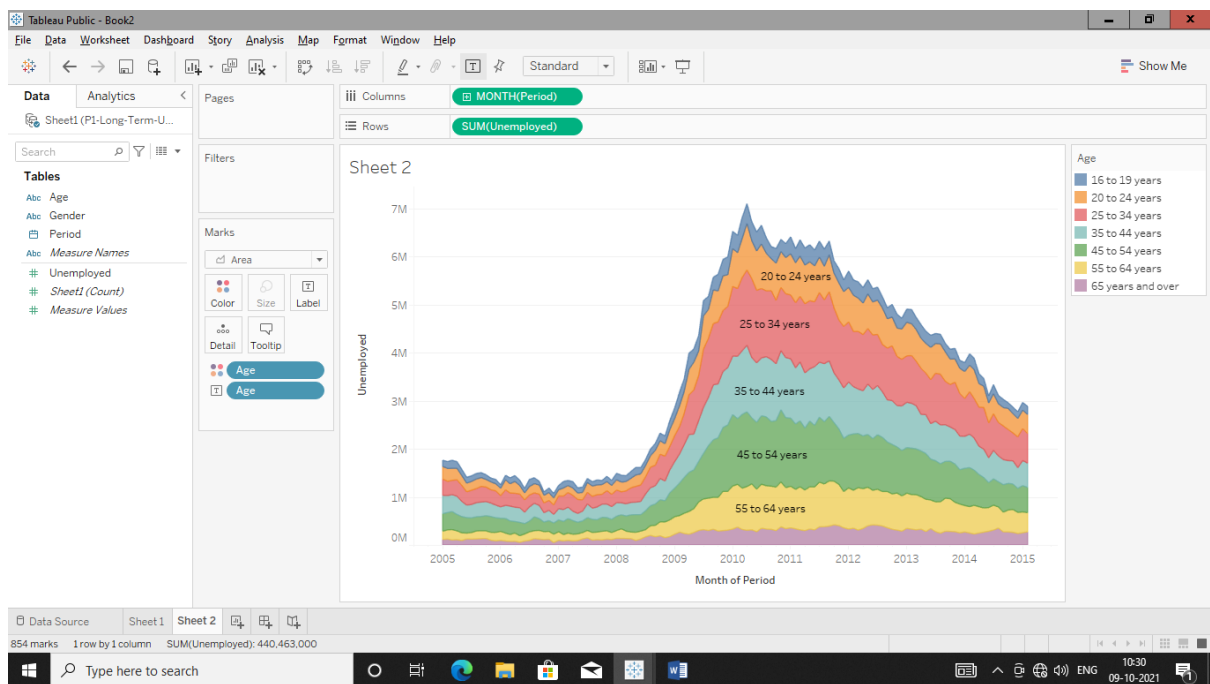 Tableau Public - Book2
File Data Worksheet Dashboard Story Analysis Map Format Window Help
Standard
Show Me
Data Analytics
Sheet1 (P1-Long-Term-U...
Search
Tables
Abc Age
Abc Gender
Period
Abc Measure Names
# Unemployed
# Sheet1 (Count)
# Measure Values
Pages
Filters
Marks
Area
Color Size Label
Detail Tooltip
Age
T Age
iii Columns MONTH(Period)
Rows SUM(Unemployed)
Sheet 2
Unemployed
7M
6M
5M
4M
3M
2M
1M
0M
20 to 24 years
25 to 34 years
35 to 44 years
45 to 54 years
55 to 64 years
2005 2006 2007 2008 2009 2010 2011 2012 2013 2014 2015
Month of Period
Age
16 to 19 years
20 to 24 years
25 to 34 years
35 to 44 years
45 to 54 years
55 to 64 years
65 years and over
Data Source Sheet 1 Sheet 2
854 marks 1 row by 1 column SUM(Unemployed): 440,463,000
Type here to search
ENG
10:30
09-10-2021
1